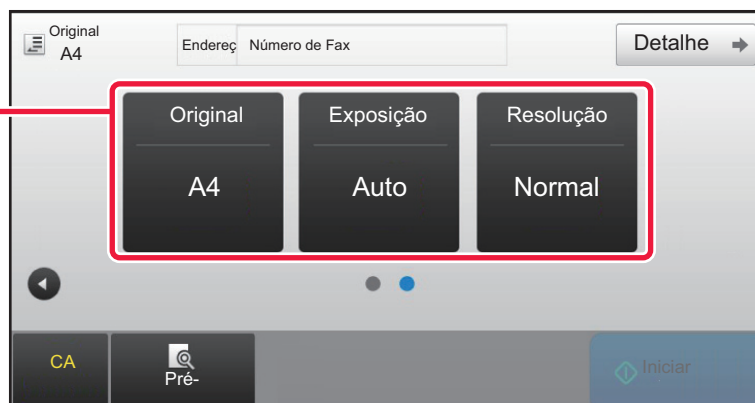 Original
A4
Endereç
Número de Fax
Detalhe
Original
Exposição
Resolução
A4
Auto
Normal
CA
Pré-
Iniciar